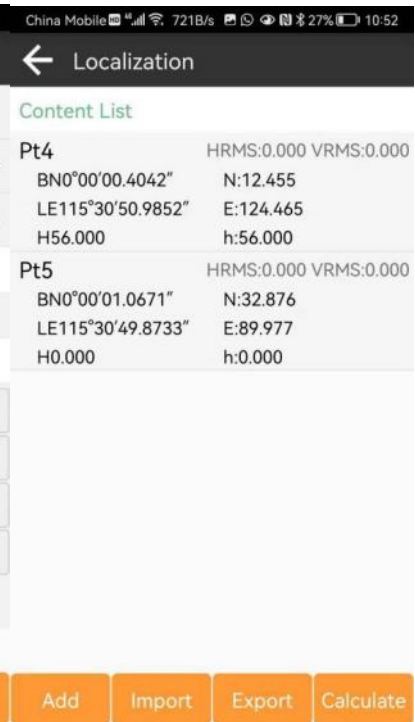 China Mobile HD 4G 721B/s 27% 10:52
Localization
Content List
Pt4 HRMS:0.000 VRMS:0.000
BN0°00'00.4042" N:12.455
LE115°30'50.9852" E:124.465
H56.000 h:56.000
Pt5 HRMS:0.000 VRMS:0.000
BN0°00'01.0671" N:32.876
LE115°30'49.8733" E:89.977
H0.000 h:0.000
Add Import Export Calculate